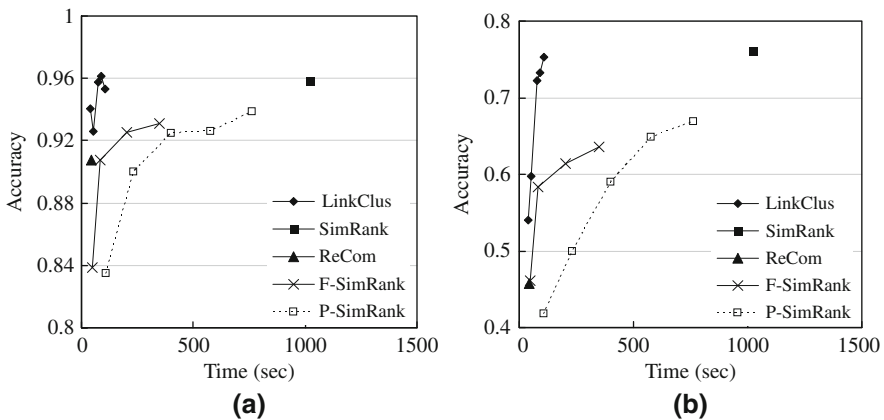 1
0.96
0.92
0.88
0.84
0.8
Accuracy
LinkClus
SimRank
ReCom
F-SimRank
P-SimRank
0 500 1000 1500
Time (sec)
(a)
0.8
0.7
0.6
0.5
0.4
Accuracy
LinkClus
SimRank
ReCom
F-SimRank
P-SimRank
0 500 1000 1500
Time (sec)
(b)